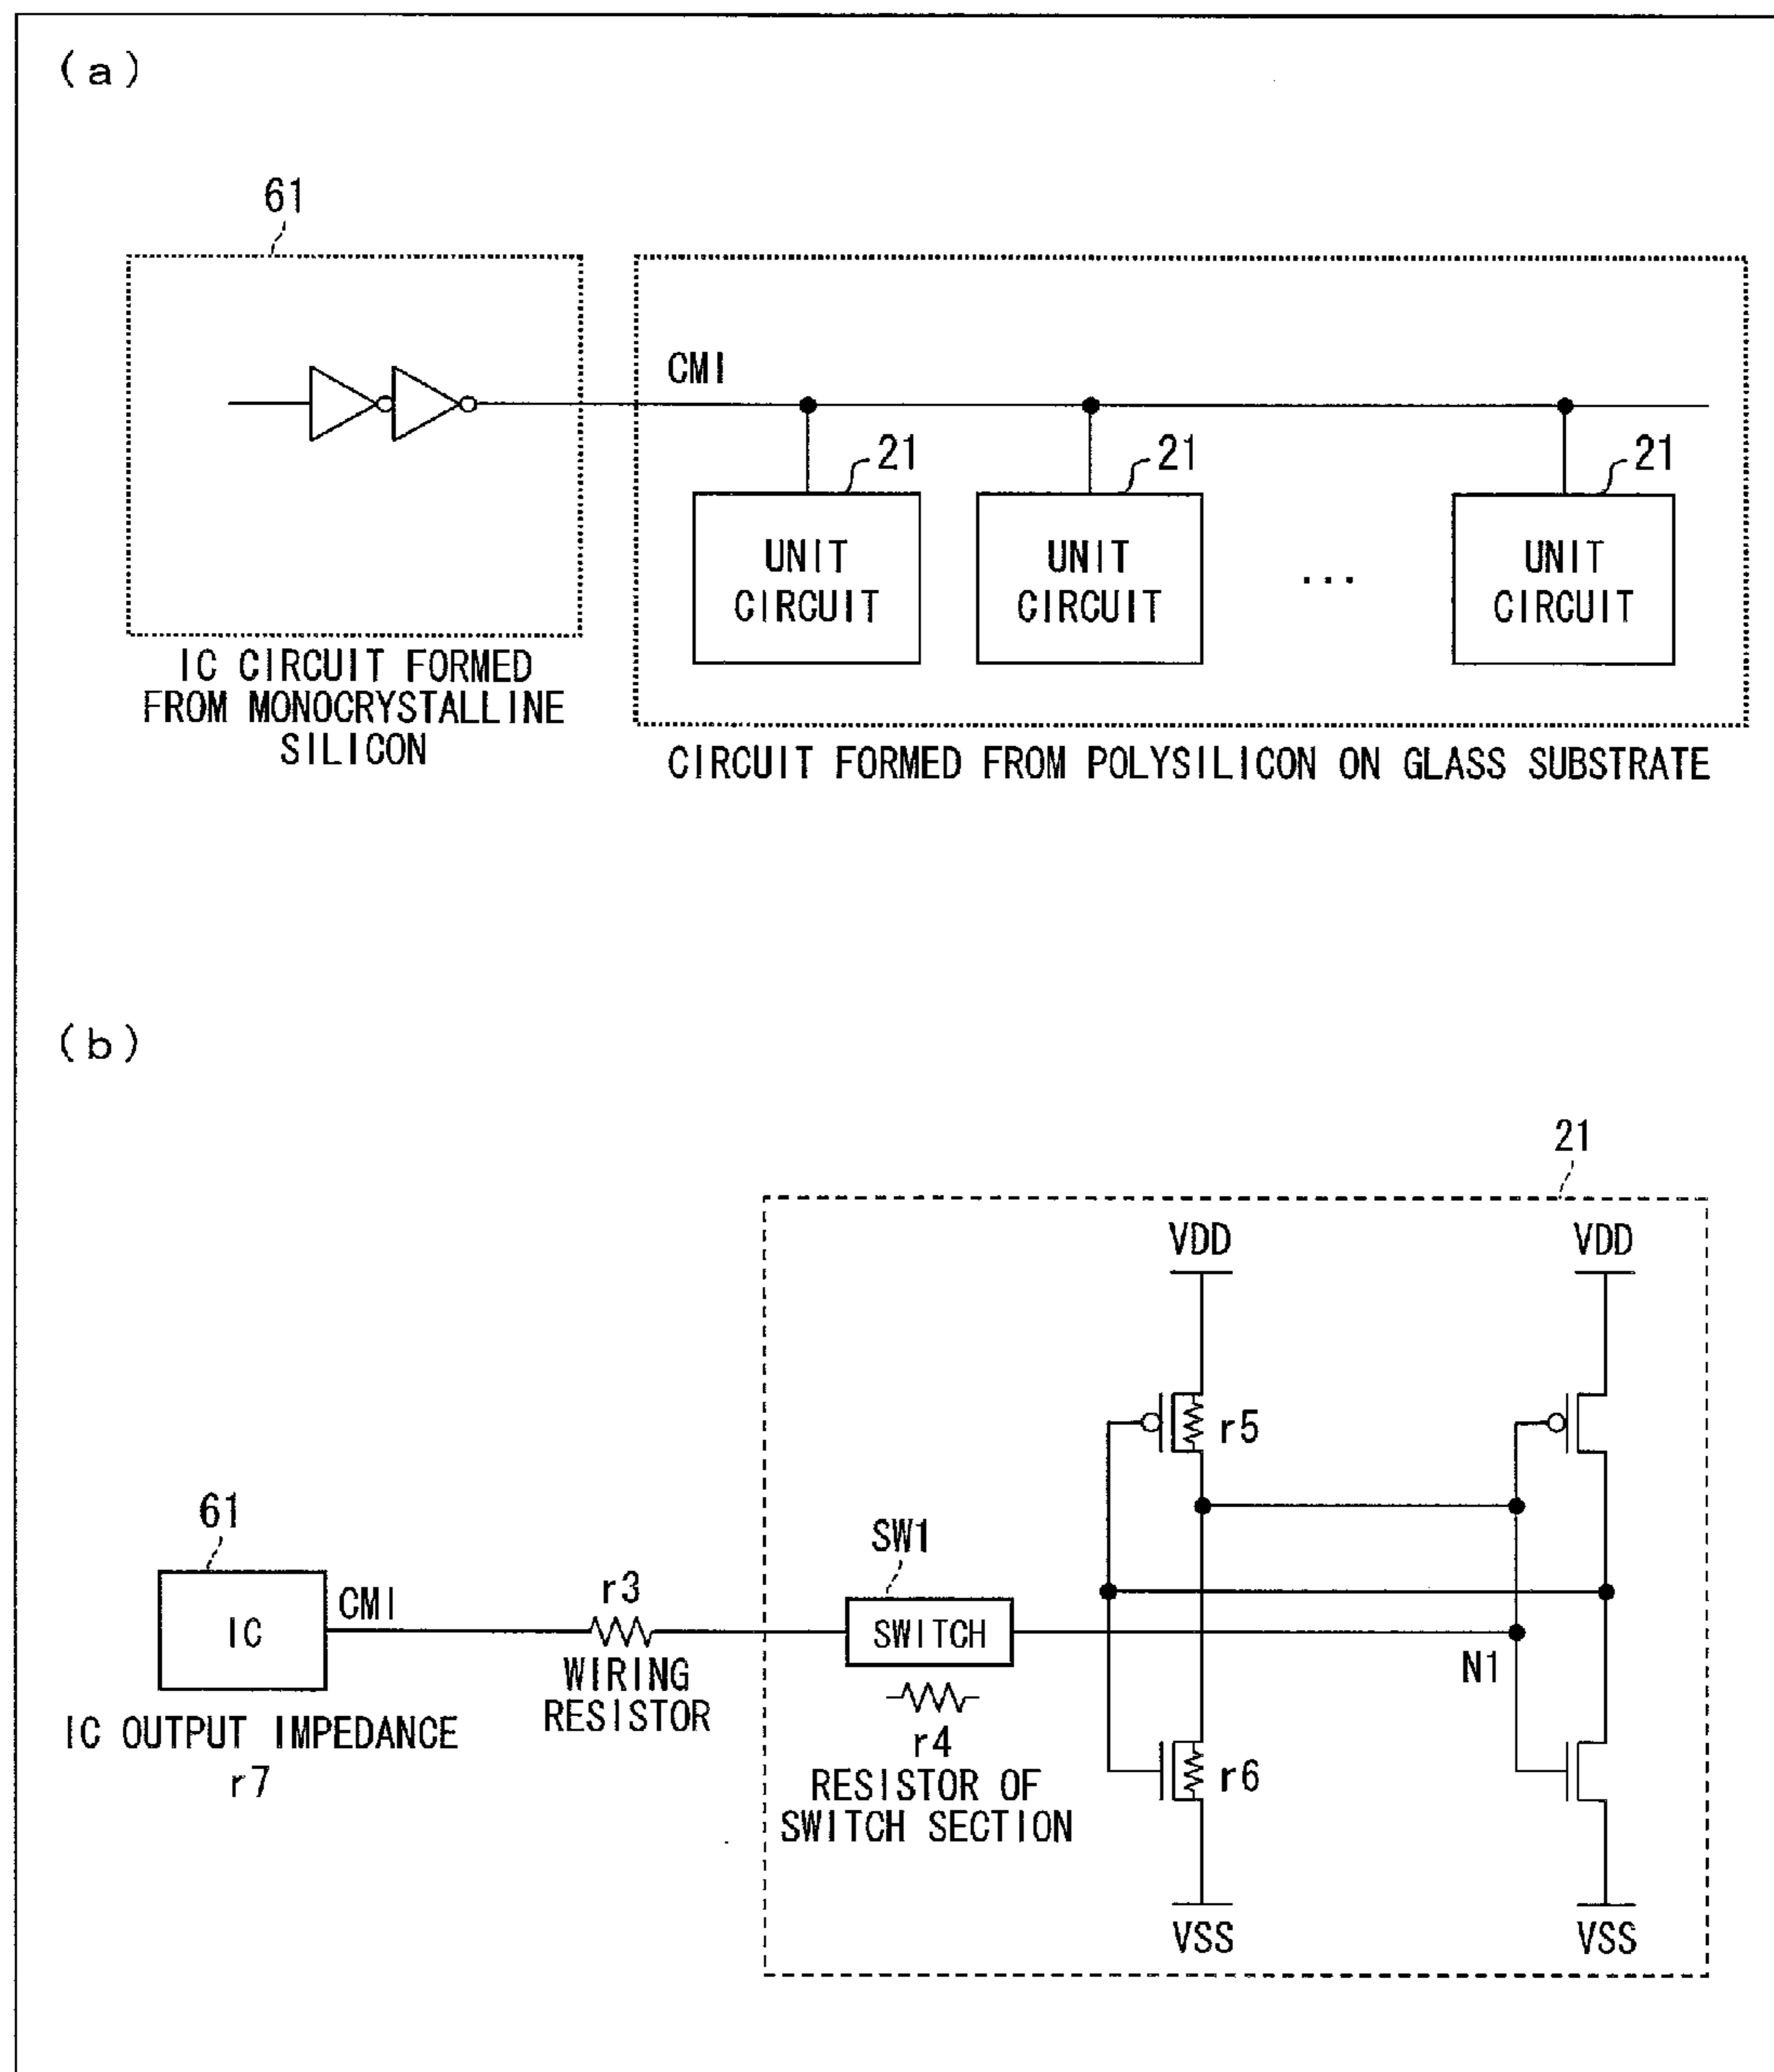 (a)
61
CMI
21
21
21
UNIT
CIRCUIT
UNIT
CIRCUIT
...
UNIT
CIRCUIT
IC CIRCUIT FORMED
FROM MONOCRYSTALLINE
SILICON
CIRCUIT FORMED FROM POLYSILICON ON GLASS SUBSTRATE
(b)
21
VDD
VDD
r5
61
IC
CMI
r3
WIRING
RESISTOR
SW1
SWITCH
N1
IC OUTPUT IMPEDANCE
r7
r4
RESISTOR OF
SWITCH SECTION
r6
VSS
VSS